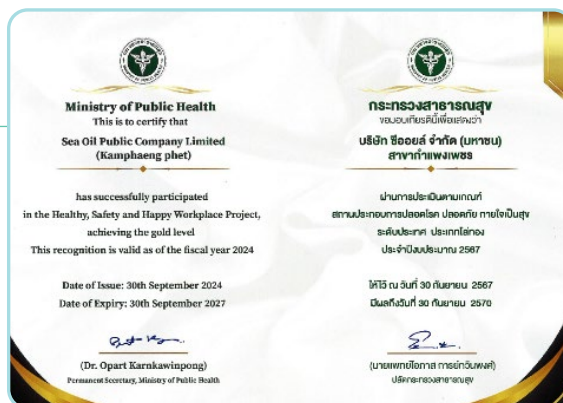 Ministry of Public Health
This is to certify that
Sea Oil Public Company Limited
(Kamphaeng phet)
has successfully participated
in the Healthy, Safety and Happy Workplace Project,
achieving the gold level
This recognition is valid as of the fiscal year 2024
Date of Issue: 30th September 2024
Date of Expiry: 30th September 2027
(Dr. Opart Karnkawinpong)
Permanent Secretary, Ministry of Public Health
กระทรวงสาธารณสุข
ขอมอบเกียรติบัตรนี้เพื่อแสดงว่า
บริษัท ซีออยล์ จำกัด (มหาชน)
สาขากำแพงเพชร
ผ่านการประเมินตามเกณฑ์
สถานประกอบการปลอดโรค ปลอดภัย กายใจเป็นสุข
ระดับประเทศ ประเภทโล่ทอง
ประจำปีงบประมาณ 2567
ให้ไว้ ณ วันที่ 30 กันยายน 2567
มีผลถึงวันที่ 30 กันยายน 2570
(นายแพทย์โอภาส การย์กวินพงศ์)
ปลัดกระทรวงสาธารณสุข